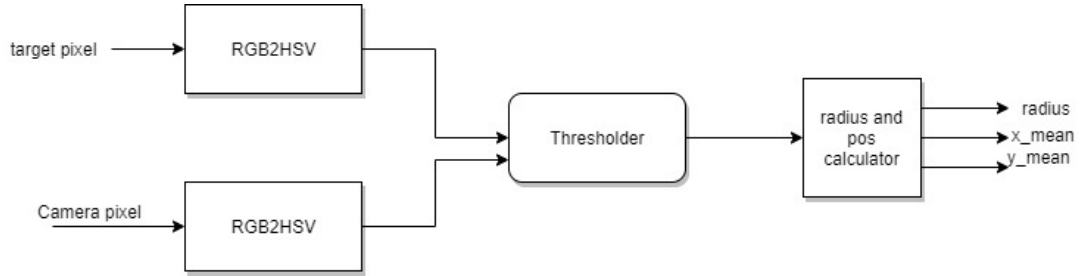 target pixel
RGB2HSV
Camera pixel
RGB2HSV
Thresholder
radius and
pos
calculator
radius
x_mean
y_mean